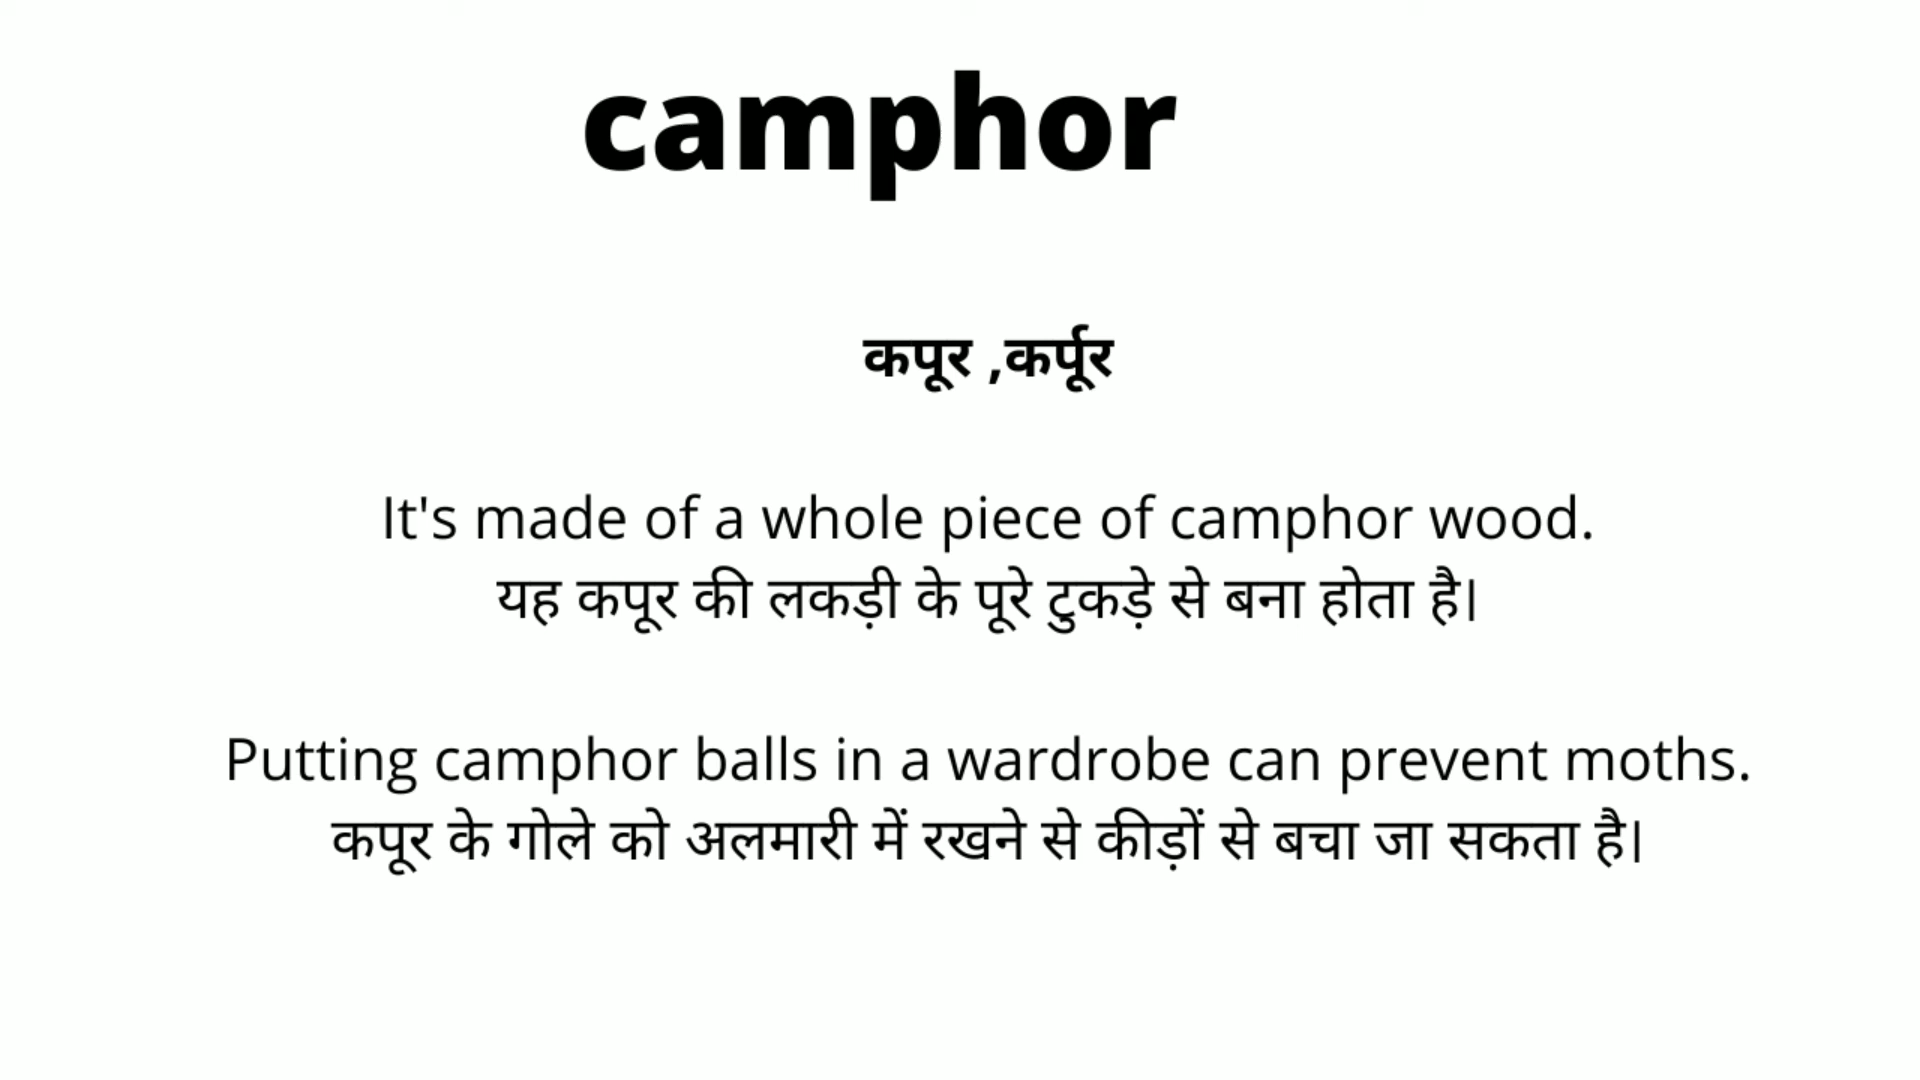 camphor
कपूर ,कर्पूर
It's made of a whole piece of camphor wood.
यह कपूर की लकड़ी के पूरे टुकड़े से बना होता है।
Putting camphor balls in a wardrobe can prevent moths.
कपूर के गोले को अलमारी में रखने से कीड़ों से बचा जा सकता है।